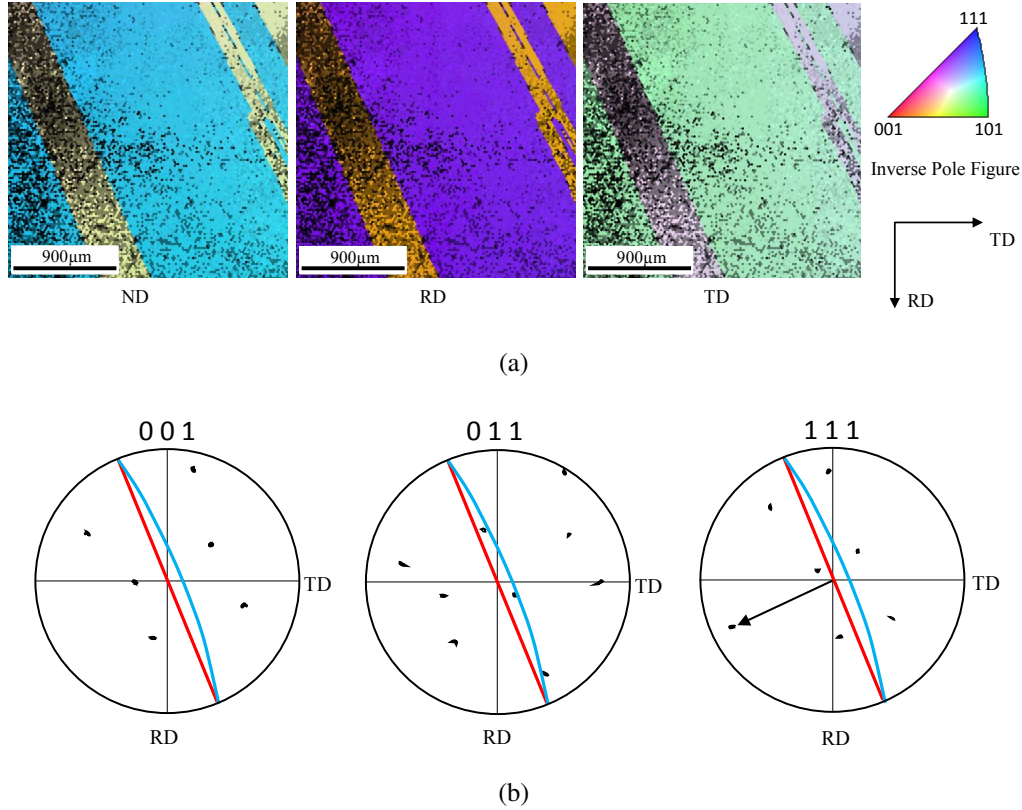 111
001 101
Inverse Pole Figure
900µm 900µm 900µm
TD
ND RD TD RD
(a)
0 0 1 0 1 1 1 1 1
TD TD TD
RD RD RD
(b)